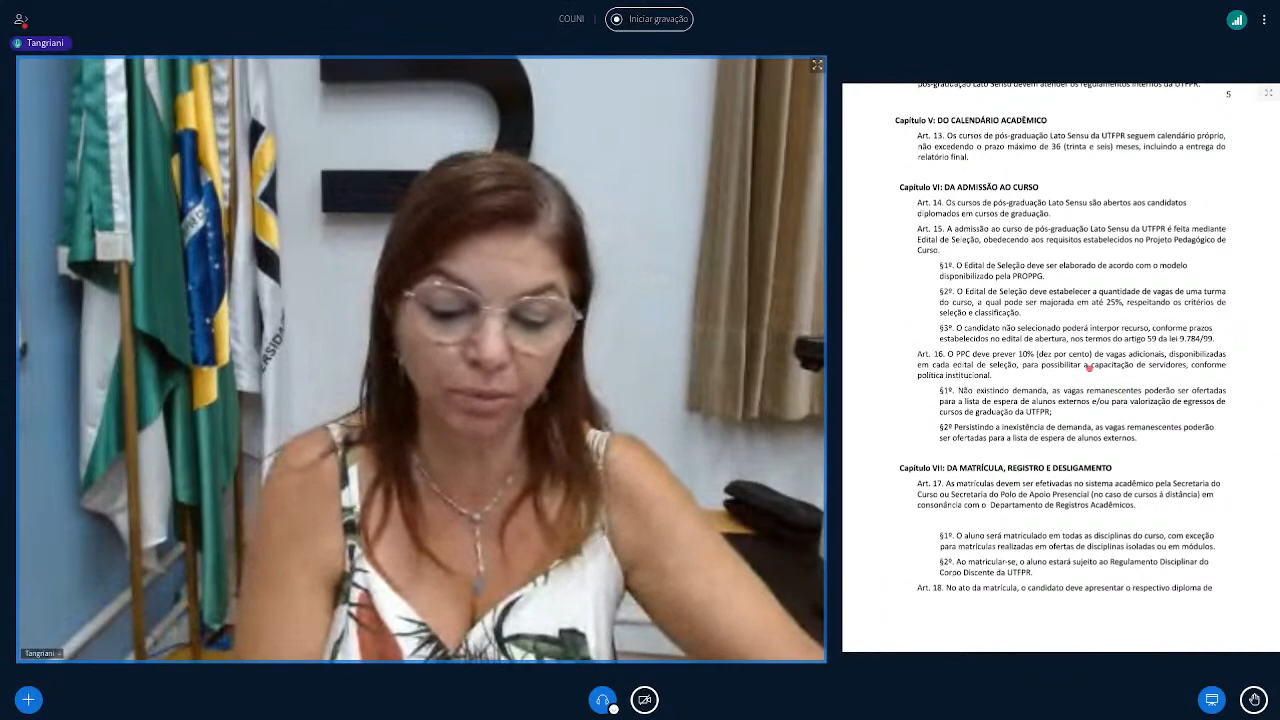 COUNI
Iniciar gravação
Tangriani
pós-graduação Lato Sensu devem atender os regulamentos internos da UTFPR.
5
Capítulo V: DO CALENDÁRIO ACADÊMICO
Art. 13. Os cursos de pós-graduação Lato Sensu da UTFPR seguem calendário próprio,
não excedendo o prazo máximo de 36 (trinta e seis) meses, incluindo a entrega do
relatório final.
Capítulo VI: DA ADMISSÃO AO CURSO
Art. 14. Os cursos de pós-graduação Lato Sensu são abertos aos candidatos
diplomados em cursos de graduação.
Art. 15. A admissão ao curso de pós-graduação Lato Sensu da UTFPR é feita mediante
Edital de Seleção, obedecendo aos requisitos estabelecidos no Projeto Pedagógico de
Curso.
§1º. O Edital de Seleção deve ser elaborado de acordo com o modelo
disponibilizado pela PROPPG.
§2º. O Edital de Seleção deve estabelecer a quantidade de vagas de uma turma
do curso, a qual pode ser majorada em até 25%, respeitando os critérios de
seleção e classificação.
§3º. O candidato não selecionado poderá interpor recurso, conforme prazos
estabelecidos no edital de abertura, nos termos do artigo 59 da lei 9.784/99.
Art. 16. O PPC deve prever 10% (dez por cento) de vagas adicionais, disponibilizadas
em cada edital de seleção, para possibilitar a capacitação de servidores, conforme
política institucional.
§1º. Não existindo demanda, as vagas remanescentes poderão ser ofertadas
para a lista de espera de alunos externos e/ou para valorização de egressos de
cursos de graduação da UTFPR;
§2º Persistindo a inexistência de demanda, as vagas remanescentes poderão
ser ofertadas para a lista de espera de alunos externos.
Capítulo VII: DA MATRÍCULA, REGISTRO E DESLIGAMENTO
Art. 17. As matrículas devem ser efetivadas no sistema acadêmico pela Secretaria do
Curso ou Secretaria do Polo de Apoio Presencial (no caso de cursos à distância) em
consonância com o Departamento de Registros Acadêmicos.
§1º. O aluno será matriculado em todas as disciplinas do curso, com exceção
para matrículas realizadas em ofertas de disciplinas isoladas ou em módulos.
§2º. Ao matricular-se, o aluno estará sujeito ao Regulamento Disciplinar do
Corpo Discente da UTFPR.
Art. 18. No ato da matrícula, o candidato deve apresentar o respectivo diploma de
Tangriani